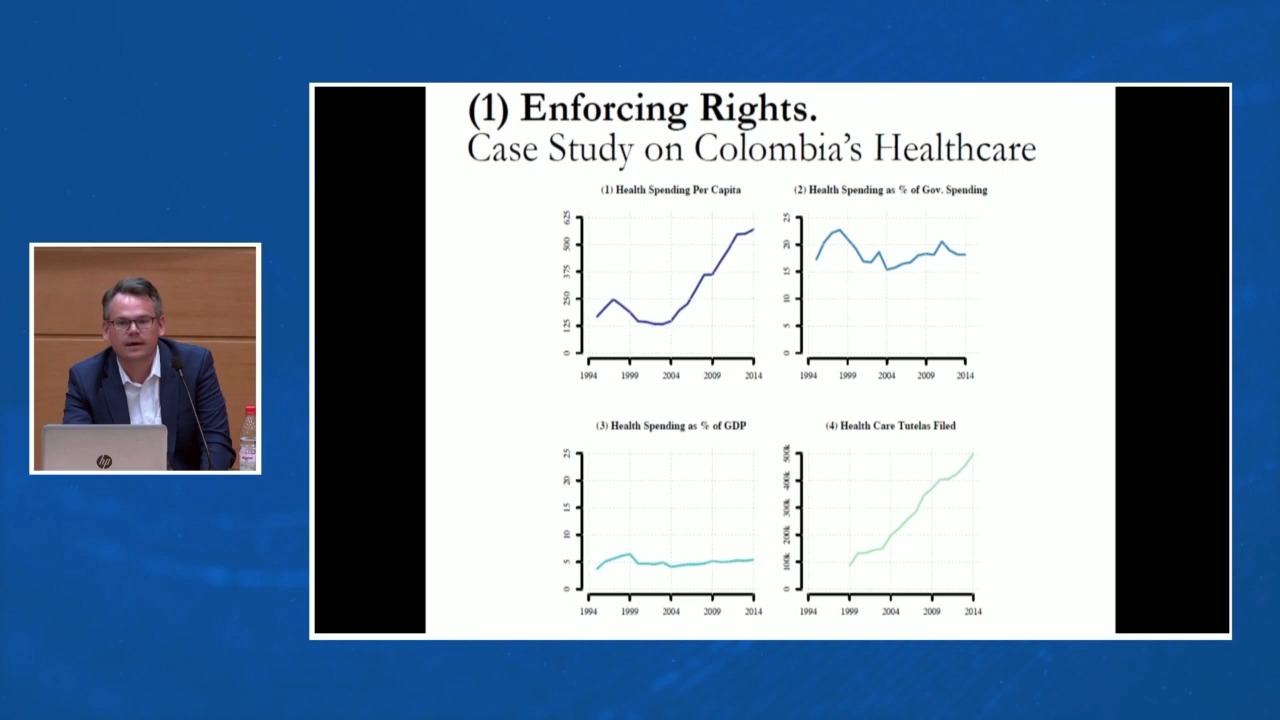 (1) Enforcing Rights.
Case Study on Colombia's Healthcare
(1) Health Spending Per Capita
625
500
375
250
125
0
1994 1999 2004 2009 2014
(2) Health Spending as % of Gov. Spending
25
20
15
10
5
0
1994 1999 2004 2009 2014
(3) Health Spending as % of GDP
25
20
15
10
5
0
1994 1999 2004 2009 2014
(4) Health Care Tutelas Filed
500k
400k
300k
200k
100k
0
1994 1999 2004 2009 2014
hp